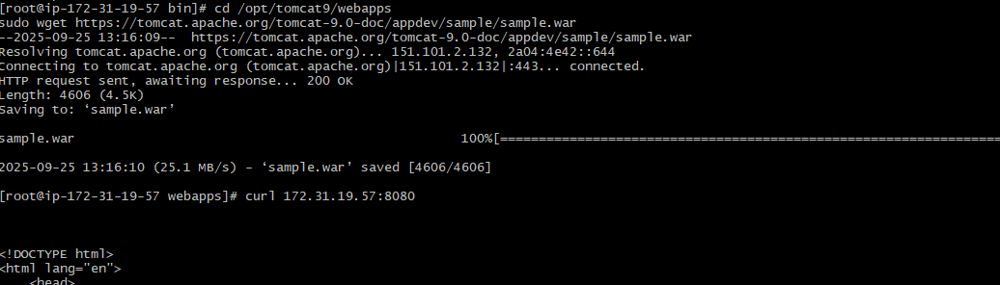 [root@ip-172-31-19-57 bin]# cd /opt/tomcat9/webapps
sudo wget https://tomcat.apache.org/tomcat-9.0-doc/appdev/sample/sample.war
--2025-09-25 13:16:09--  https://tomcat.apache.org/tomcat-9.0-doc/appdev/sample/sample.war
Resolving tomcat.apache.org (tomcat.apache.org)... 151.101.2.132, 2a04:4e42::644
Connecting to tomcat.apache.org (tomcat.apache.org)|151.101.2.132|:443... connected.
HTTP request sent, awaiting response... 200 OK
Length: 4606 (4.5K)
Saving to: ‘sample.war’
sample.war 100%[=================================================================
2025-09-25 13:16:10 (25.1 MB/s) - ‘sample.war’ saved [4606/4606]
[root@ip-172-31-19-57 webapps]# curl 172.31.19.57:8080
<!DOCTYPE html>
<html lang="en">
    <head>